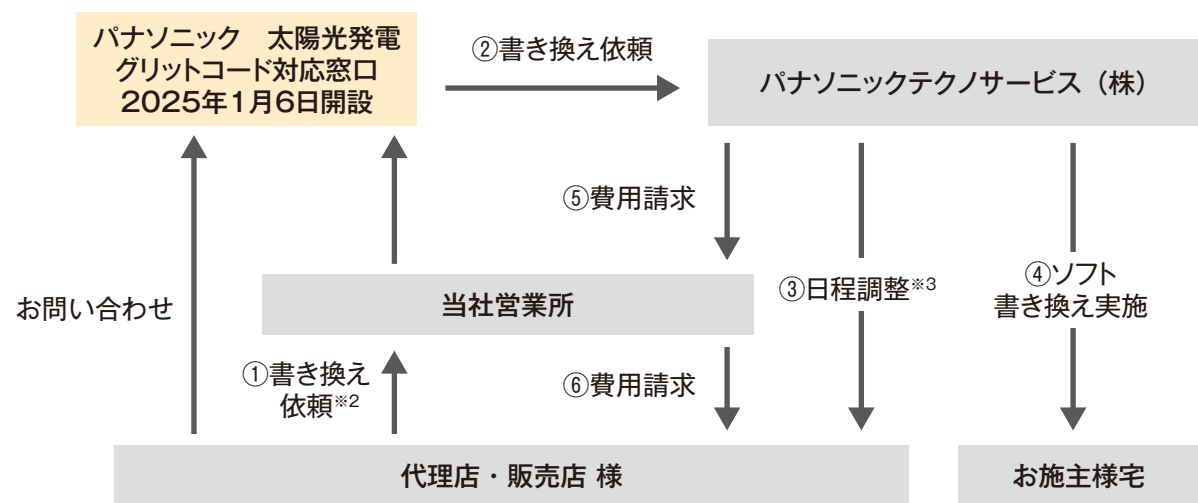 パナソニック　太陽光発電
グリットコード対応窓口
2025年1月6日開設
②書き換え依頼
パナソニックテクノサービス（株）
⑤費用請求
お問い合わせ
当社営業所
③日程調整※3
④ソフト
書き換え実施
①書き換え
依頼※2
⑥費用請求
代理店・販売店 様
お施主様宅